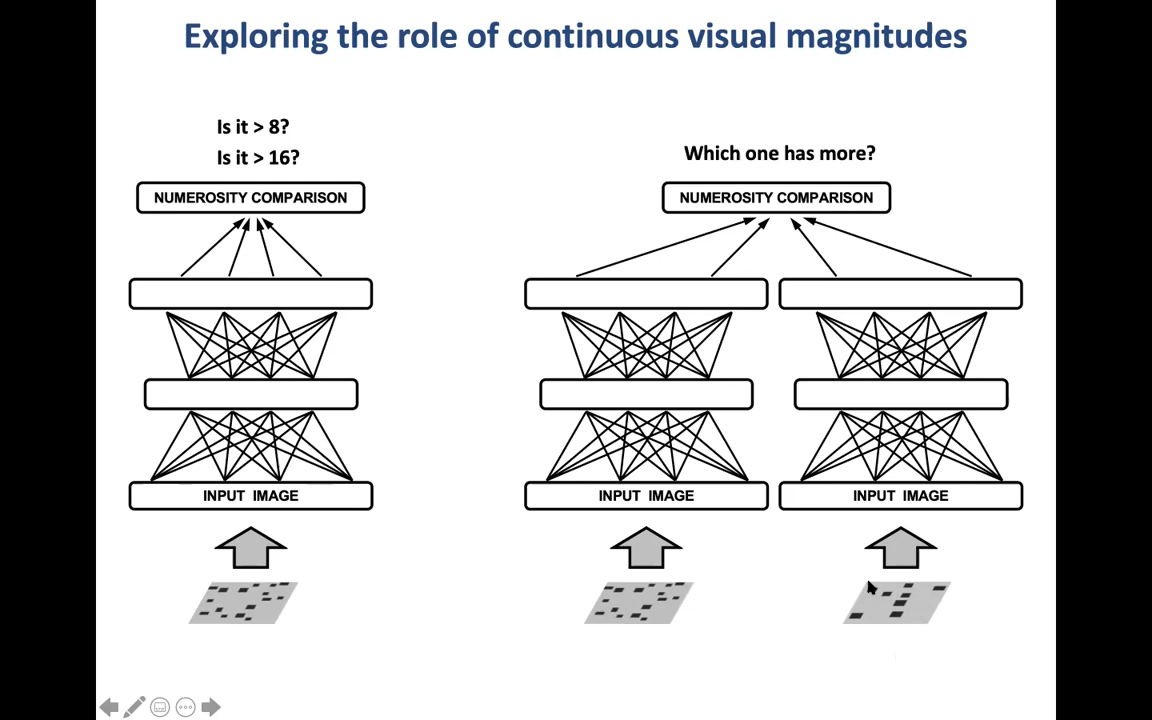 Exploring the role of continuous visual magnitudes
Is it > 8?
Is it > 16?
NUMEROSITY COMPARISON
INPUT IMAGE
Which one has more?
NUMEROSITY COMPARISON
INPUT IMAGE
INPUT IMAGE